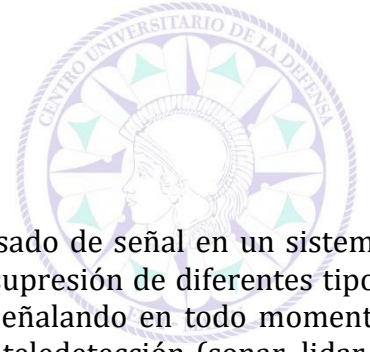 CENTRO UNIVERSITARIO DE LA DEFENSA
sado de señal en un sistem
supresión de diferentes tipo
eñalando en todo moment
teledetección (sonar, lidar